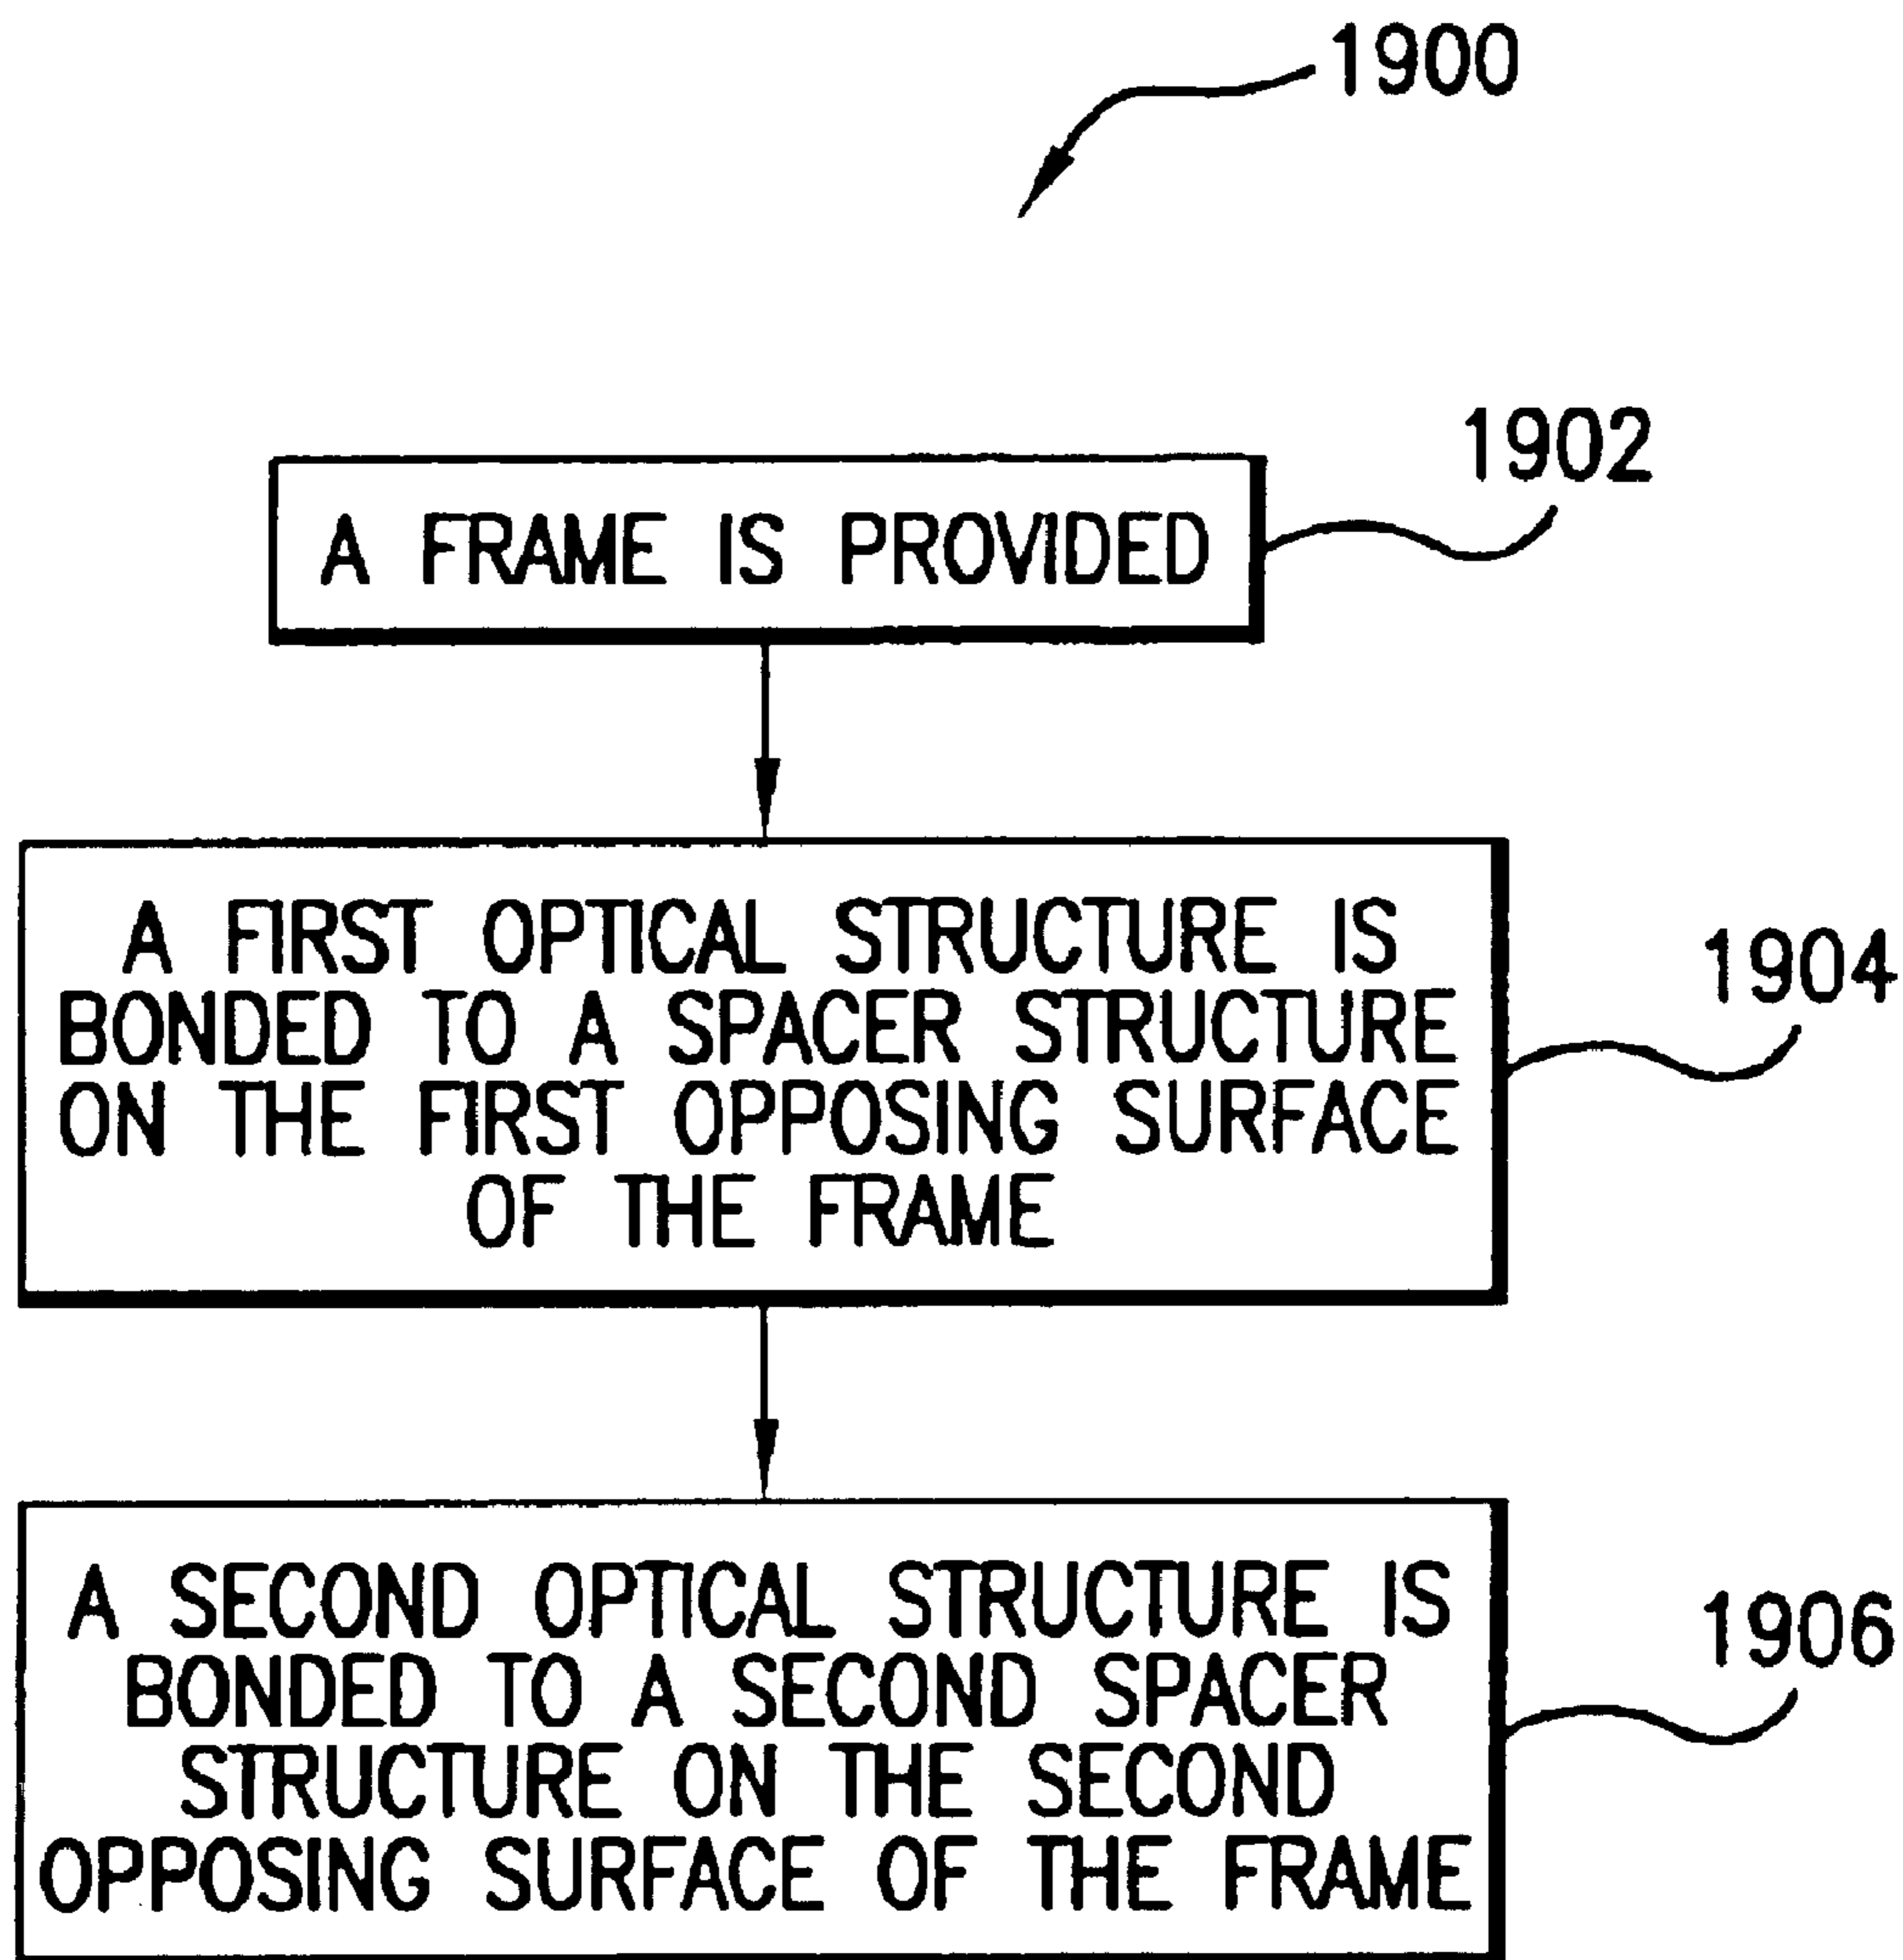 1900
1902
A FRAME IS PROVIDED
A FIRST OPTICAL STRUCTURE IS
BONDED TO A SPACER STRUCTURE
ON THE FIRST OPPOSING SURFACE
OF THE FRAME
1904
A SECOND OPTICAL STRUCTURE IS
BONDED TO A SECOND SPACER
STRUCTURE ON THE SECOND
OPPOSING SURFACE OF THE FRAME
1906